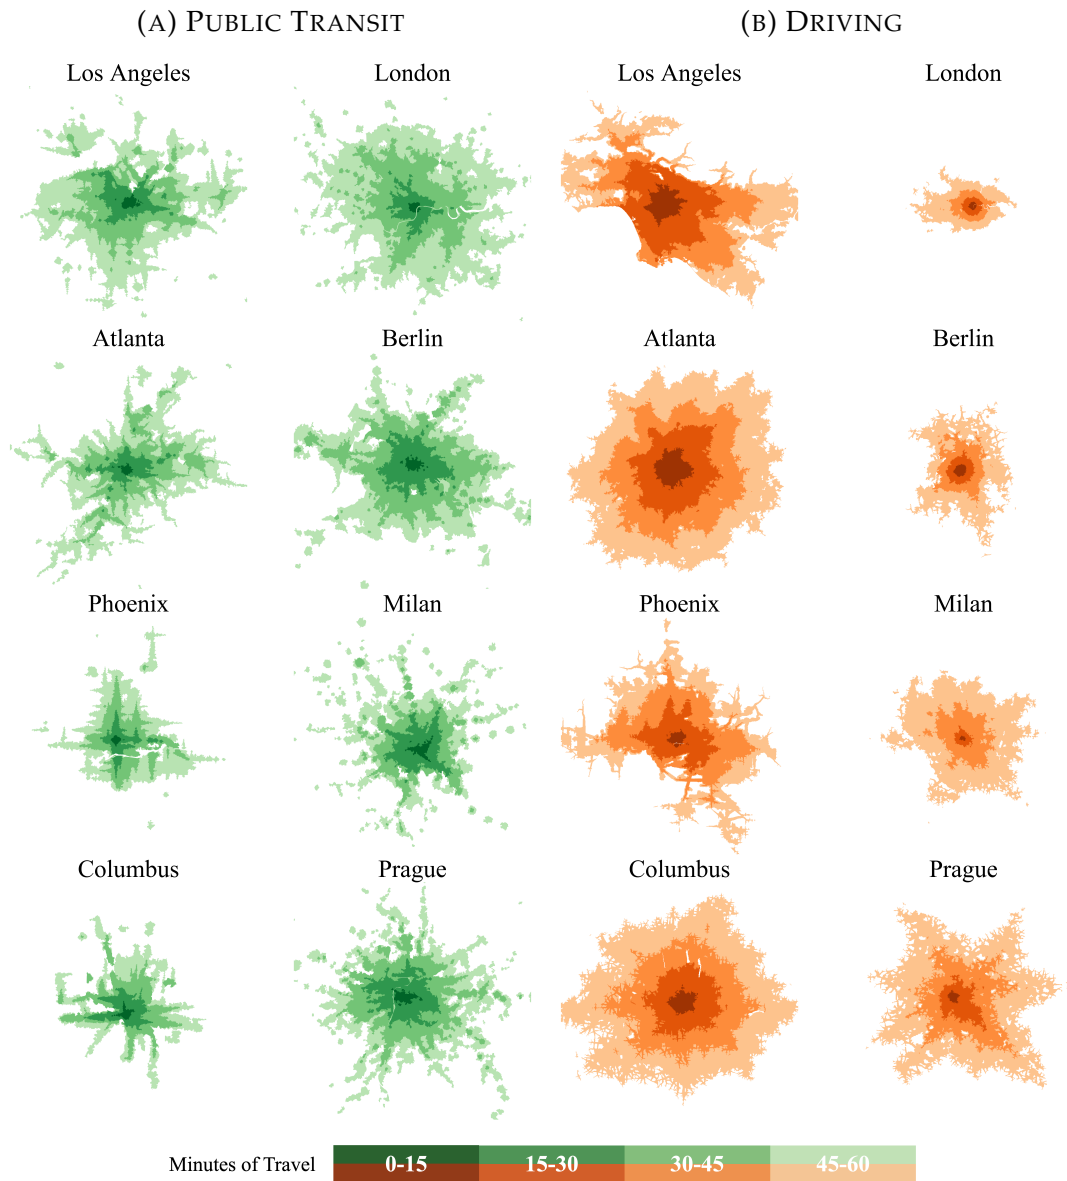 (A) PUBLIC TRANSIT (B) DRIVING
Los Angeles London Los Angeles London
Atlanta Berlin Atlanta Berlin
Phoenix Milan Phoenix Milan
Columbus Prague Columbus Prague
Minutes of Travel 0-15 15-30 30-45 45-60